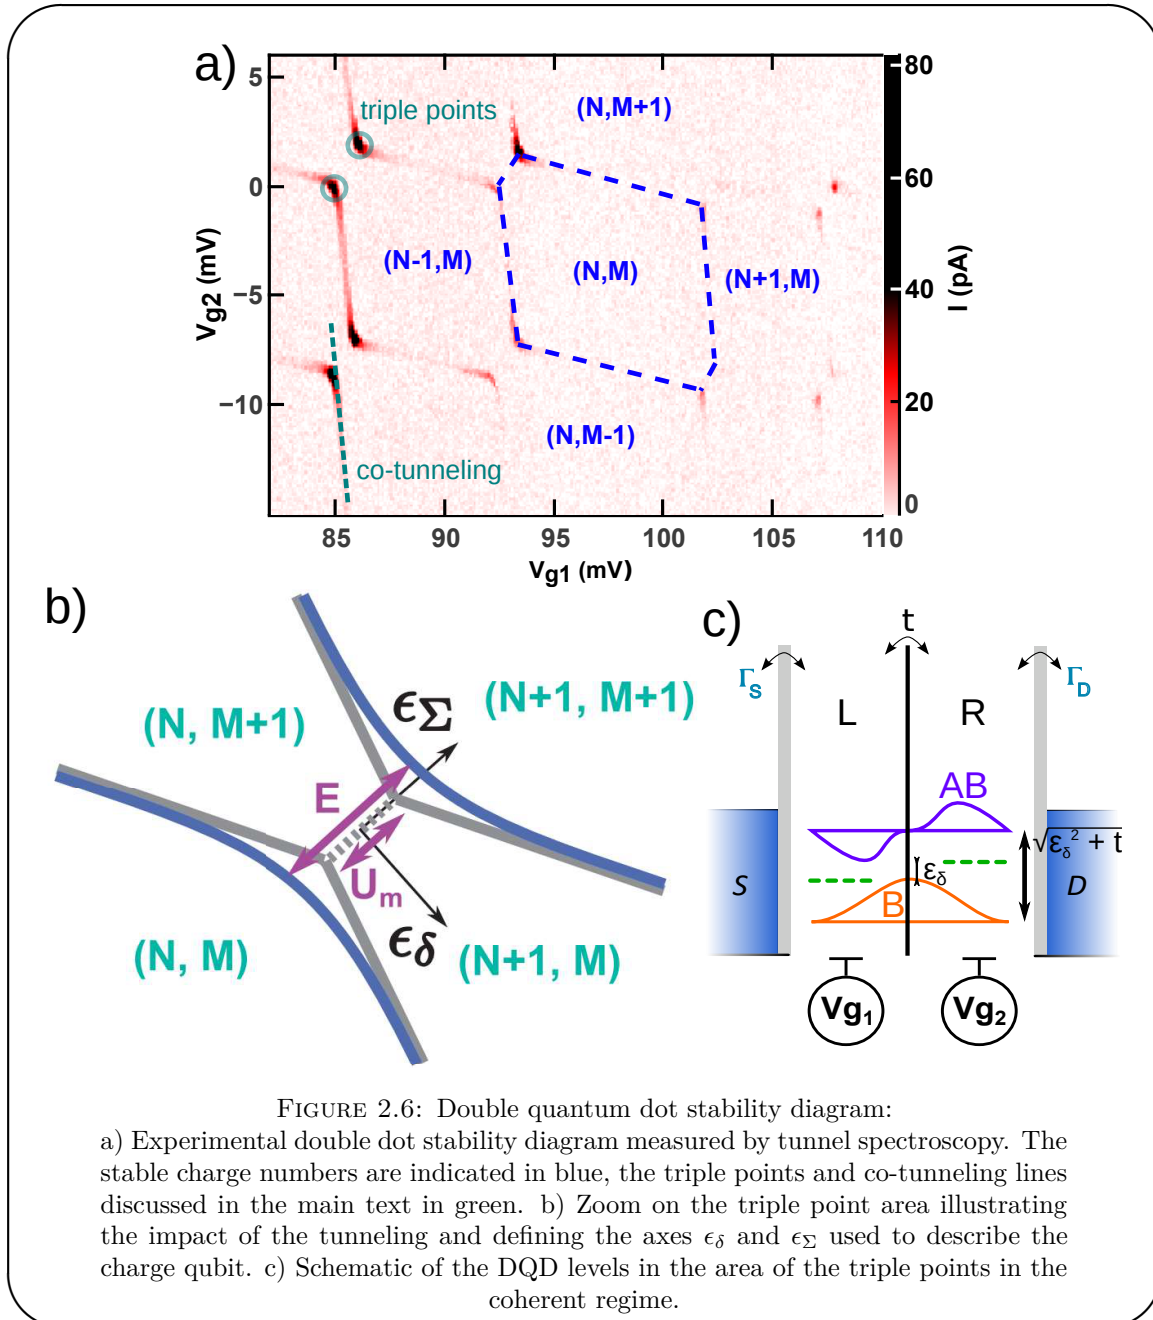 a)
5
0
−5
−10
Vg2 (mV)
triple points
(N,M+1)
(N-1,M)
(N,M)
(N+1,M)
(N,M-1)
co-tunneling
85
90
95
100
105
110
Vg1 (mV)
80
60
40
20
0
I (pA)
b)
(N, M+1)
ϵΣ
(N+1, M+1)
E
Um
(N, M)
ϵδ
(N+1, M)
c)
t
ΓS
ΓD
L
R
AB
√εδ² + t
εδ
S
B
D
Vg1
Vg2
FIGURE 2.6: Double quantum dot stability diagram:
a) Experimental double dot stability diagram measured by tunnel spectroscopy. The
stable charge numbers are indicated in blue, the triple points and co-tunneling lines
discussed in the main text in green. b) Zoom on the triple point area illustrating
the impact of the tunneling and defining the axes ϵδ and ϵΣ used to describe the
charge qubit. c) Schematic of the DQD levels in the area of the triple points in the
coherent regime.